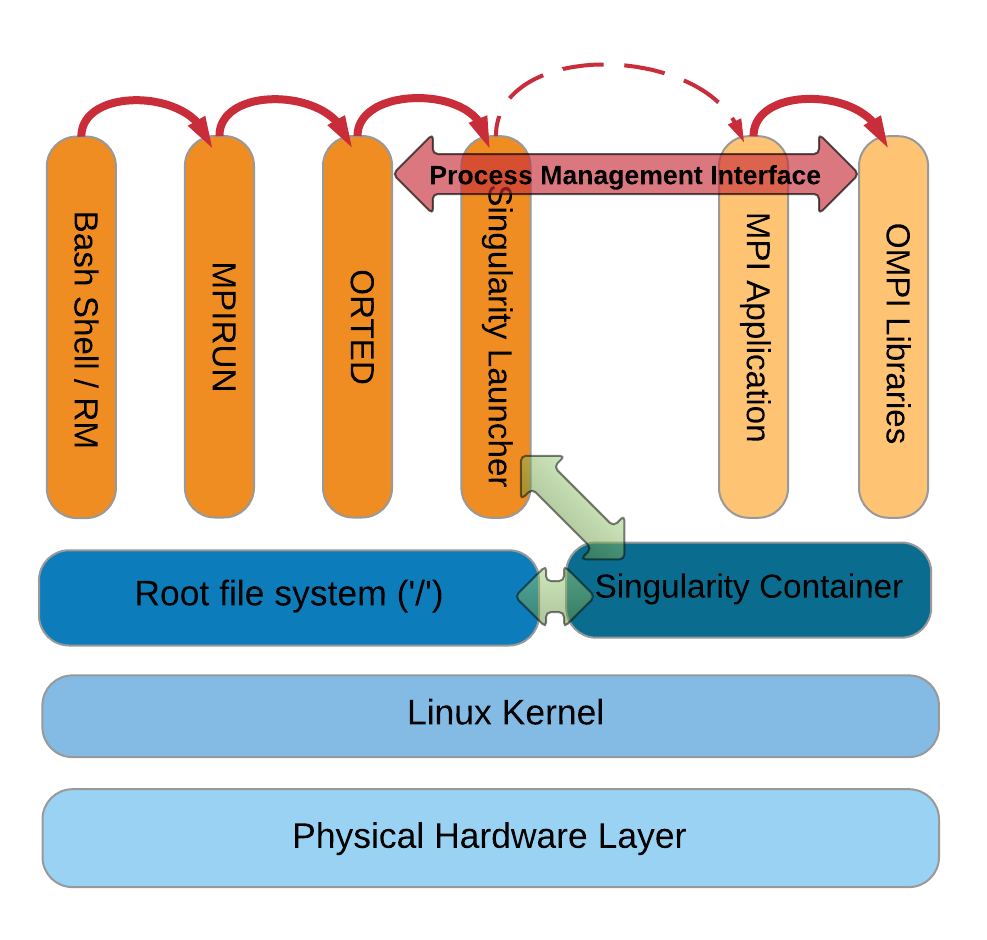 Process Management Interface
Bash Shell / RM
MPIRUN
ORTED
Singularity Launcher
MPI Application
OMPI Libraries
Root file system ('/')
Singularity Container
Linux Kernel
Physical Hardware Layer